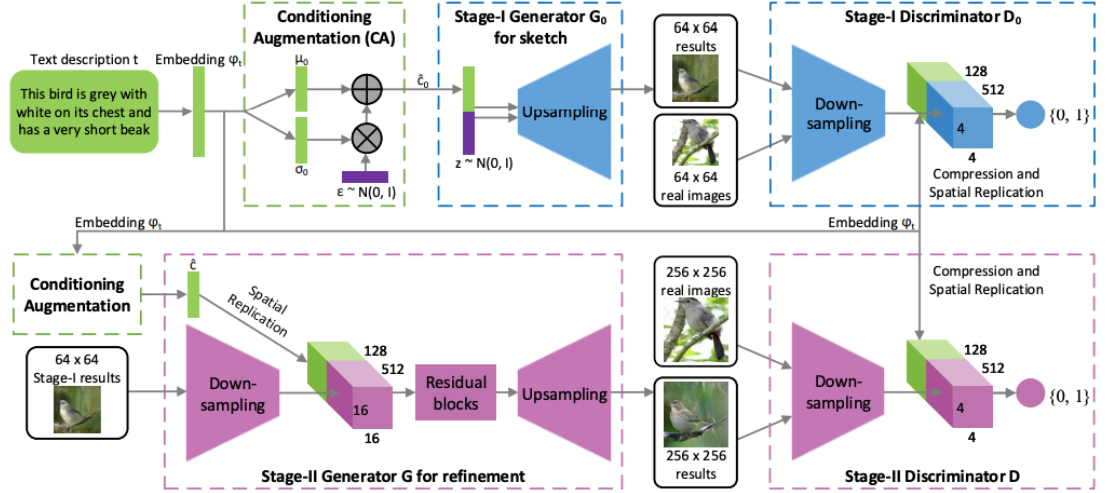 Conditioning
Augmentation (CA)
Stage-I Generator G₀
for sketch
Stage-I Discriminator D₀
Text description t
Embedding φₜ
This bird is grey with
white on its chest and
has a very short beak
μ₀
σ₀
ε ~ N(0, I)
ĉ₀
z ~ N(0, I)
Upsampling
64 x 64
results
64 x 64
real images
Down-
sampling
128
512
4
4
{0, 1}
Compression and
Spatial Replication
Embedding φₜ
Embedding φₜ
Conditioning
Augmentation
ĉ
Spatial
Replication
64 x 64
Stage-I results
Down-
sampling
128
512
16
16
Residual
blocks
Upsampling
256 x 256
real images
256 x 256
results
Compression and
Spatial Replication
Down-
sampling
128
512
4
4
{0, 1}
Stage-II Generator G for refinement
Stage-II Discriminator D